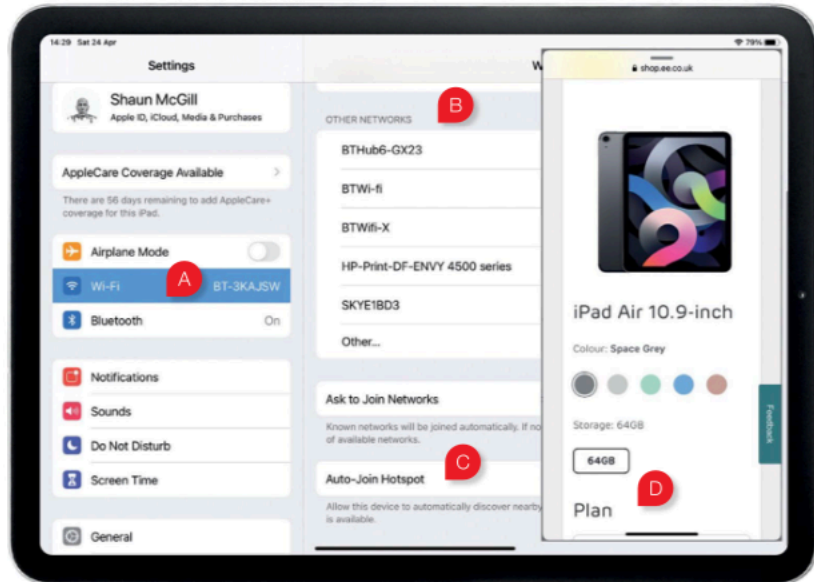 14:29 Sat 24 Apr
79%
Settings
W
Shaun McGill
Apple ID, iCloud, Media & Purchases
AppleCare Coverage Available
There are 56 days remaining to add AppleCare+
coverage for this iPad.
Airplane Mode
A
Wi-Fi BT-3KAJSW
Bluetooth On
Notifications
Sounds
Do Not Disturb
Screen Time
General
B
OTHER NETWORKS
BTHub6-GX23
BTWi-fi
BTWifi-X
HP-Print-DF-ENVY 4500 series
SKYE1BD3
Other...
Ask to Join Networks
Known networks will be joined automatically. If no
of available networks.
C
Auto-Join Hotspot
Allow this device to automatically discover nearby
is available.
shop.ee.co.uk
iPad Air 10.9-inch
Colour: Space Grey
Feedback
Storage: 64GB
64GB
D
Plan